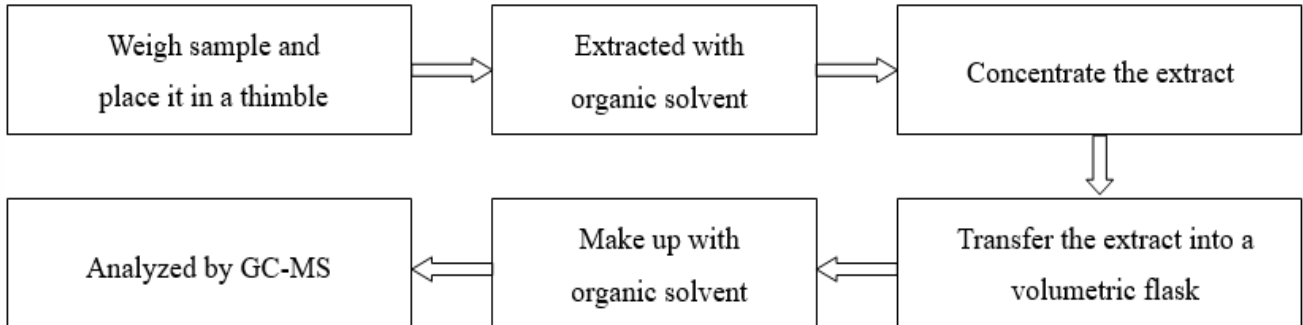 Weigh sample and
place it in a thimble
Extracted with
organic solvent
Concentrate the extract
Transfer the extract into a
volumetric flask
Make up with
organic solvent
Analyzed by GC-MS